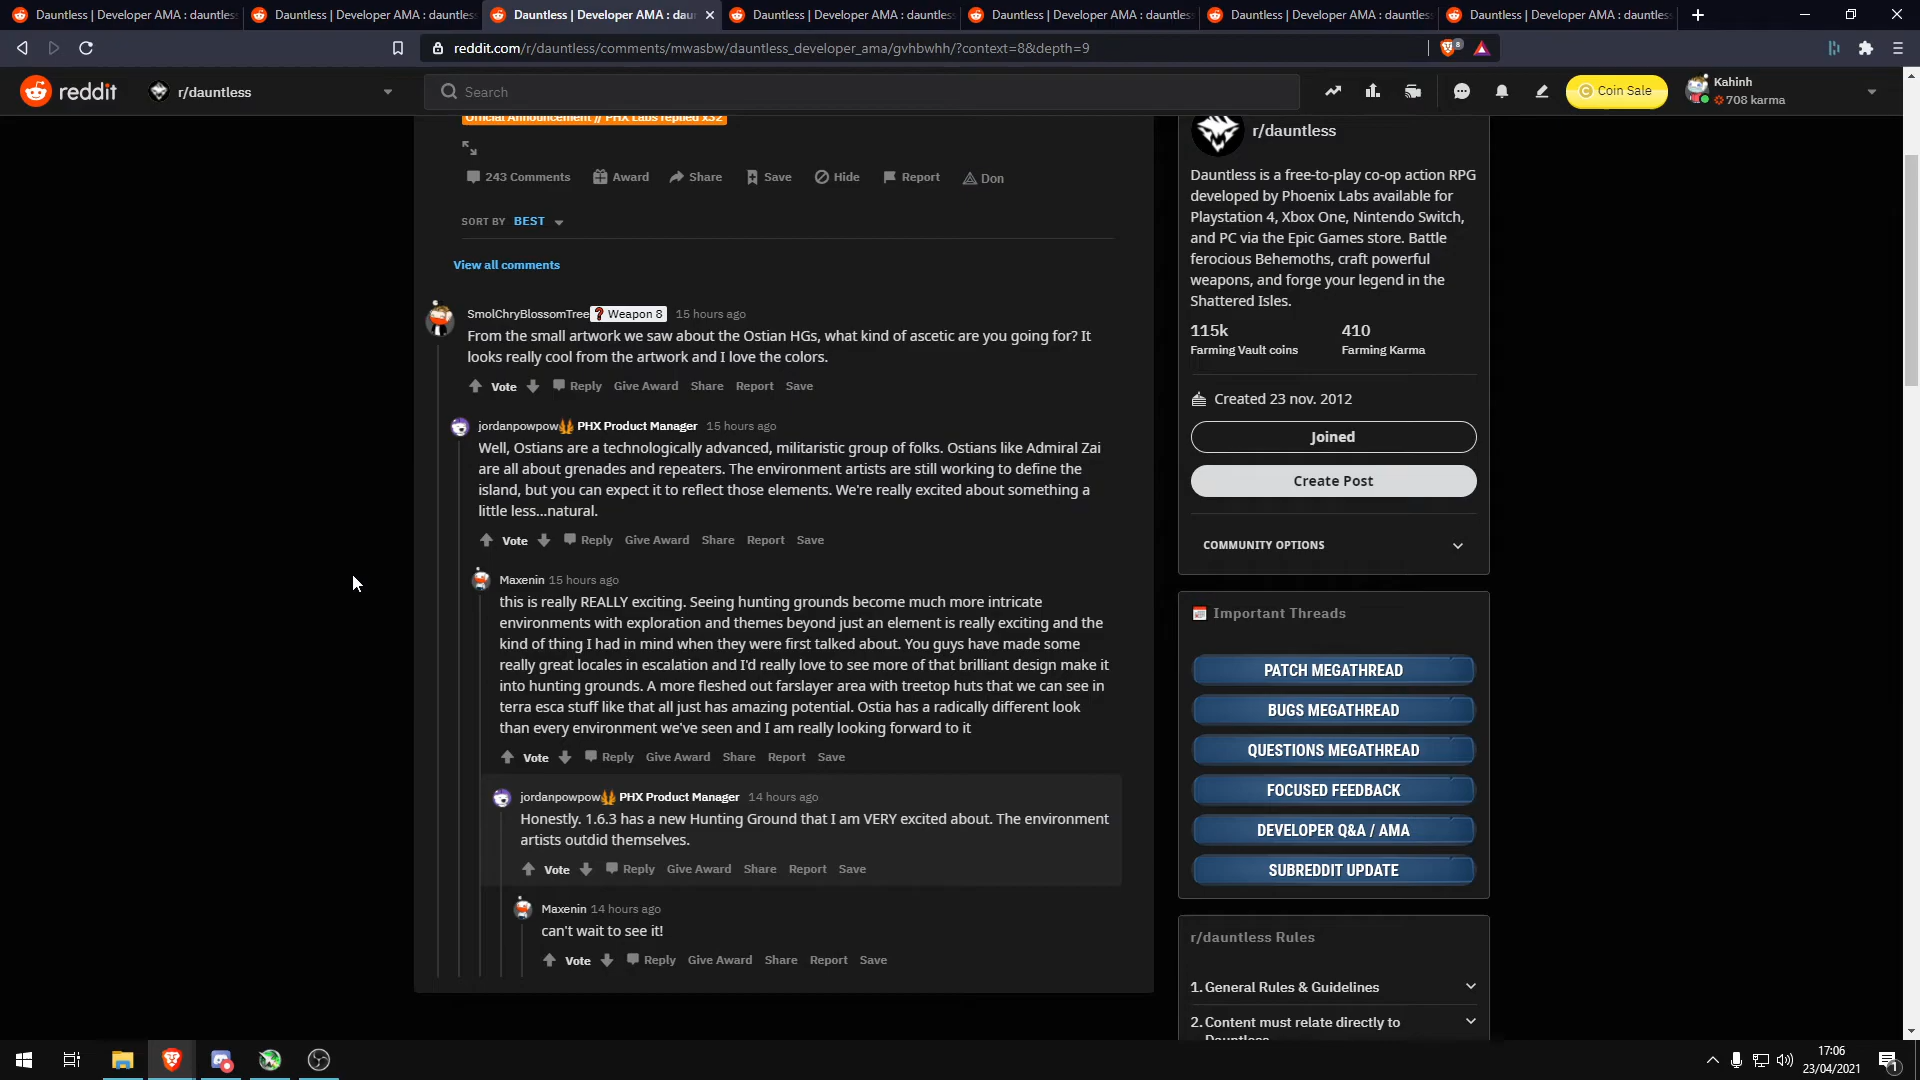 Dauntless | Developer AMA : dauntless
Dauntless | Developer AMA : dauntless
Dauntless | Developer AMA : dau
Dauntless | Developer AMA : dauntless
Dauntless | Developer AMA : dauntless
Dauntless | Developer AMA : dauntless
Dauntless | Developer AMA : dauntless
reddit.com/r/dauntless/comments/mwasbw/dauntless_developer_ama/gvhbwhh/?context=8&depth=9
8
reddit
r/dauntless
Search
Coin Sale
Kahinh
708 karma
Official Announcement // PHX Labs replied x32
243 Comments Award Share Save Hide Report Don
SORT BY BEST
View all comments
SmolChryBlossomTree ? Weapon 8 15 hours ago
From the small artwork we saw about the Ostian HGs, what kind of ascetic are you going for? It
looks really cool from the artwork and I love the colors.
Vote Reply Give Award Share Report Save
jordanpowpow PHX Product Manager 15 hours ago
Well, Ostians are a technologically advanced, militaristic group of folks. Ostians like Admiral Zai
are all about grenades and repeaters. The environment artists are still working to define the
island, but you can expect it to reflect those elements. We're really excited about something a
little less...natural.
Vote Reply Give Award Share Report Save
Maxenin 15 hours ago
this is really REALLY exciting. Seeing hunting grounds become much more intricate
environments with exploration and themes beyond just an element is really exciting and the
kind of thing I had in mind when they were first talked about. You guys have made some
really great locales in escalation and I'd really love to see more of that brilliant design make it
into hunting grounds. A more fleshed out farslayer area with treetop huts that we can see in
terra esca stuff like that all just has amazing potential. Ostia has a radically different look
than every environment we've seen and I am really looking forward to it
Vote Reply Give Award Share Report Save
jordanpowpow PHX Product Manager 14 hours ago
Honestly. 1.6.3 has a new Hunting Ground that I am VERY excited about. The environment
artists outdid themselves.
Vote Reply Give Award Share Report Save
Maxenin 14 hours ago
can't wait to see it!
Vote Reply Give Award Share Report Save
r/dauntless
Dauntless is a free-to-play co-op action RPG
developed by Phoenix Labs available for
Playstation 4, Xbox One, Nintendo Switch,
and PC via the Epic Games store. Battle
ferocious Behemoths, craft powerful
weapons, and forge your legend in the
Shattered Isles.
115k 410
Farming Vault coins Farming Karma
Created 23 nov. 2012
Joined
Create Post
COMMUNITY OPTIONS
Important Threads
PATCH MEGATHREAD
BUGS MEGATHREAD
QUESTIONS MEGATHREAD
FOCUSED FEEDBACK
DEVELOPER Q&A / AMA
SUBREDDIT UPDATE
r/dauntless Rules
1. General Rules & Guidelines
2. Content must relate directly to
Dauntless
17:06
23/04/2021
1